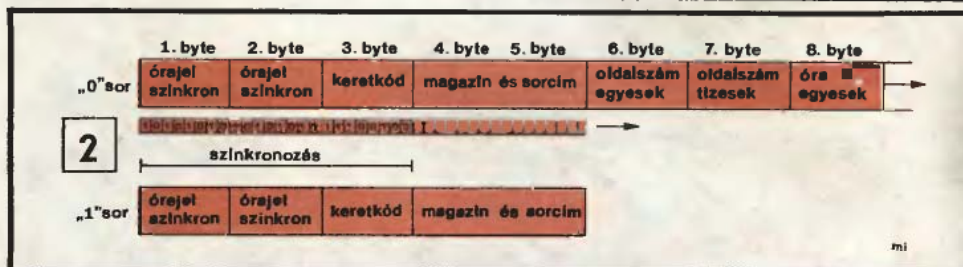 1. byte 2. byte 3. byte 4. byte 5. byte 6. byte 7. byte 8. byte
„0”sor
órajel szinkron
órajel szinkron
keretkód
magazin és sorcím
oldalszám egyesek
oldalszám tizesek
óra egyesek
2
szinkronozás
„1”sor
órajel szinkron
órajel szinkron
keretkód
magazin és sorcím
mi